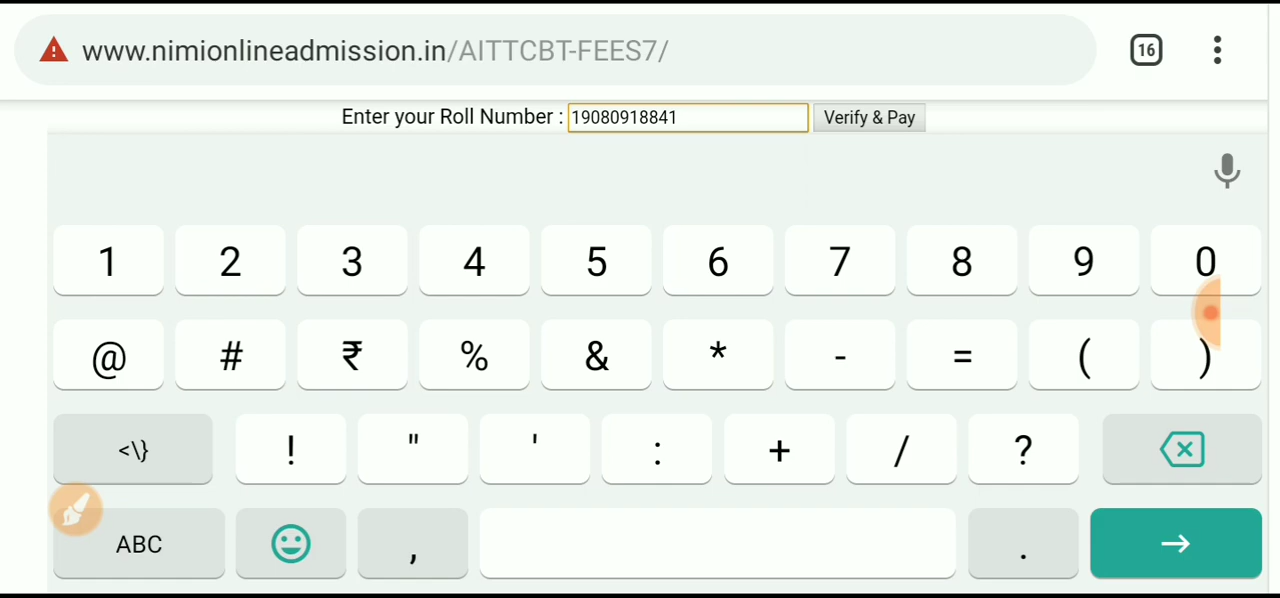 www.nimionlineadmission.in/AITTCBT-FEES7/ 16
Enter your Roll Number : 19080918841 Verify & Pay
1 2 3 4 5 6 7 8 9 0
@ # ₹ % & * - = ( )
<\} ! " ' : + / ?
ABC , .